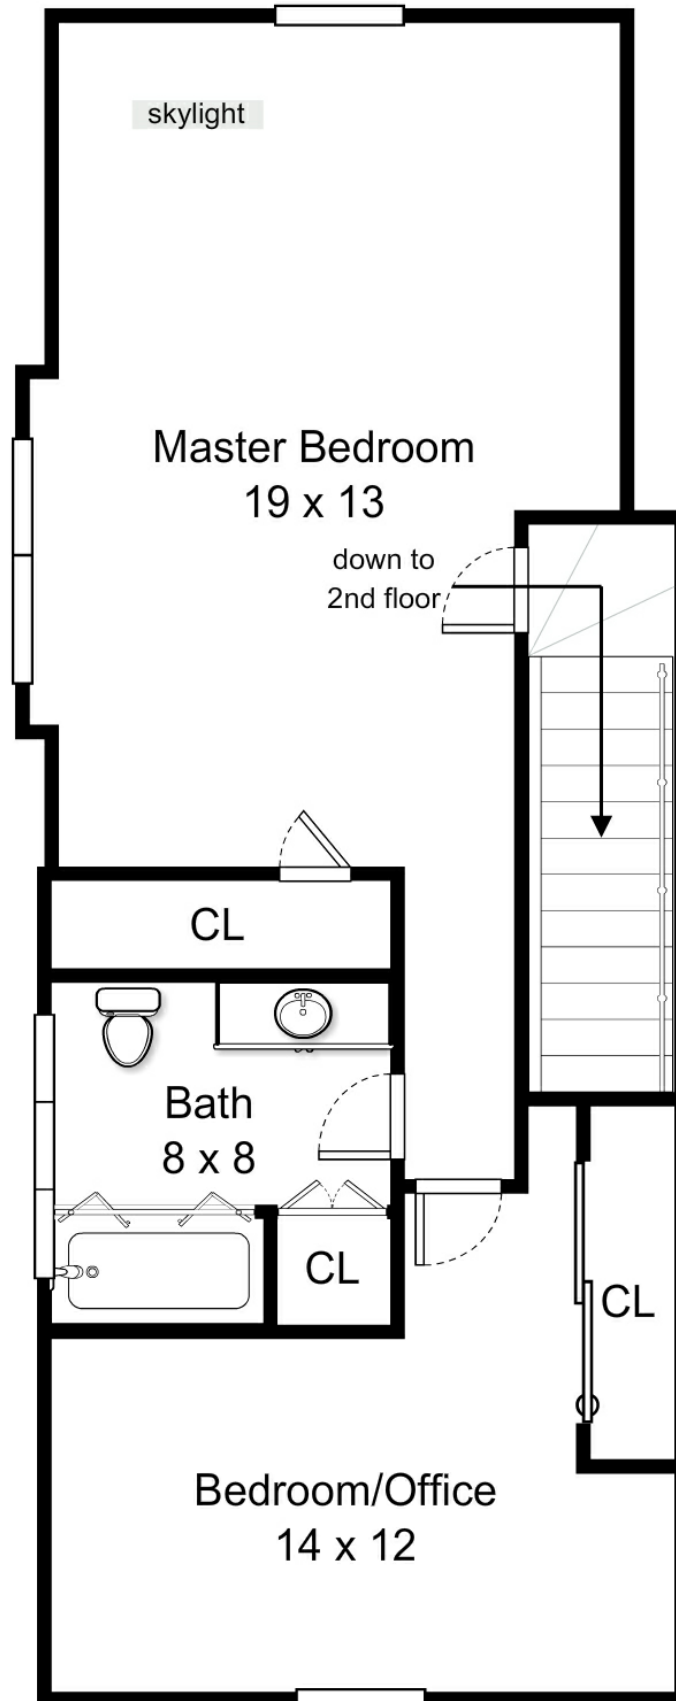 skylight
Master Bedroom
19 x 13
down to
2nd floor
CL
Bath
8 x 8
CL
CL
Bedroom/Office
14 x 12